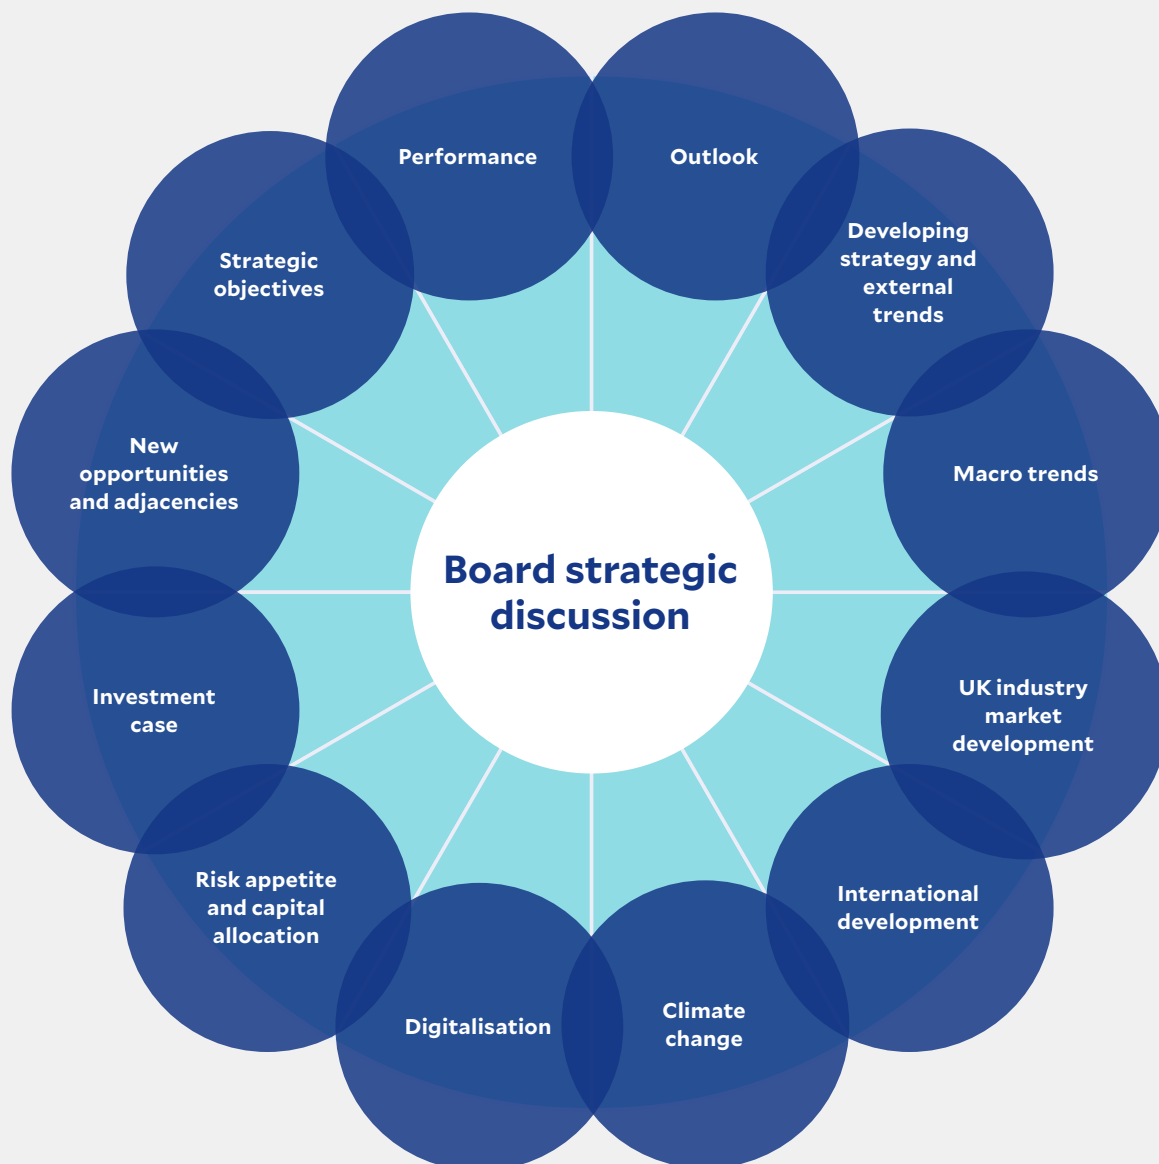 Performance
Outlook
Developing
strategy and
external
trends
Macro trends
UK industry
market
development
International
development
Climate
change
Digitalisation
Risk appetite
and capital
allocation
Investment
case
New
opportunities
and adjacencies
Strategic
objectives
Board strategic
discussion